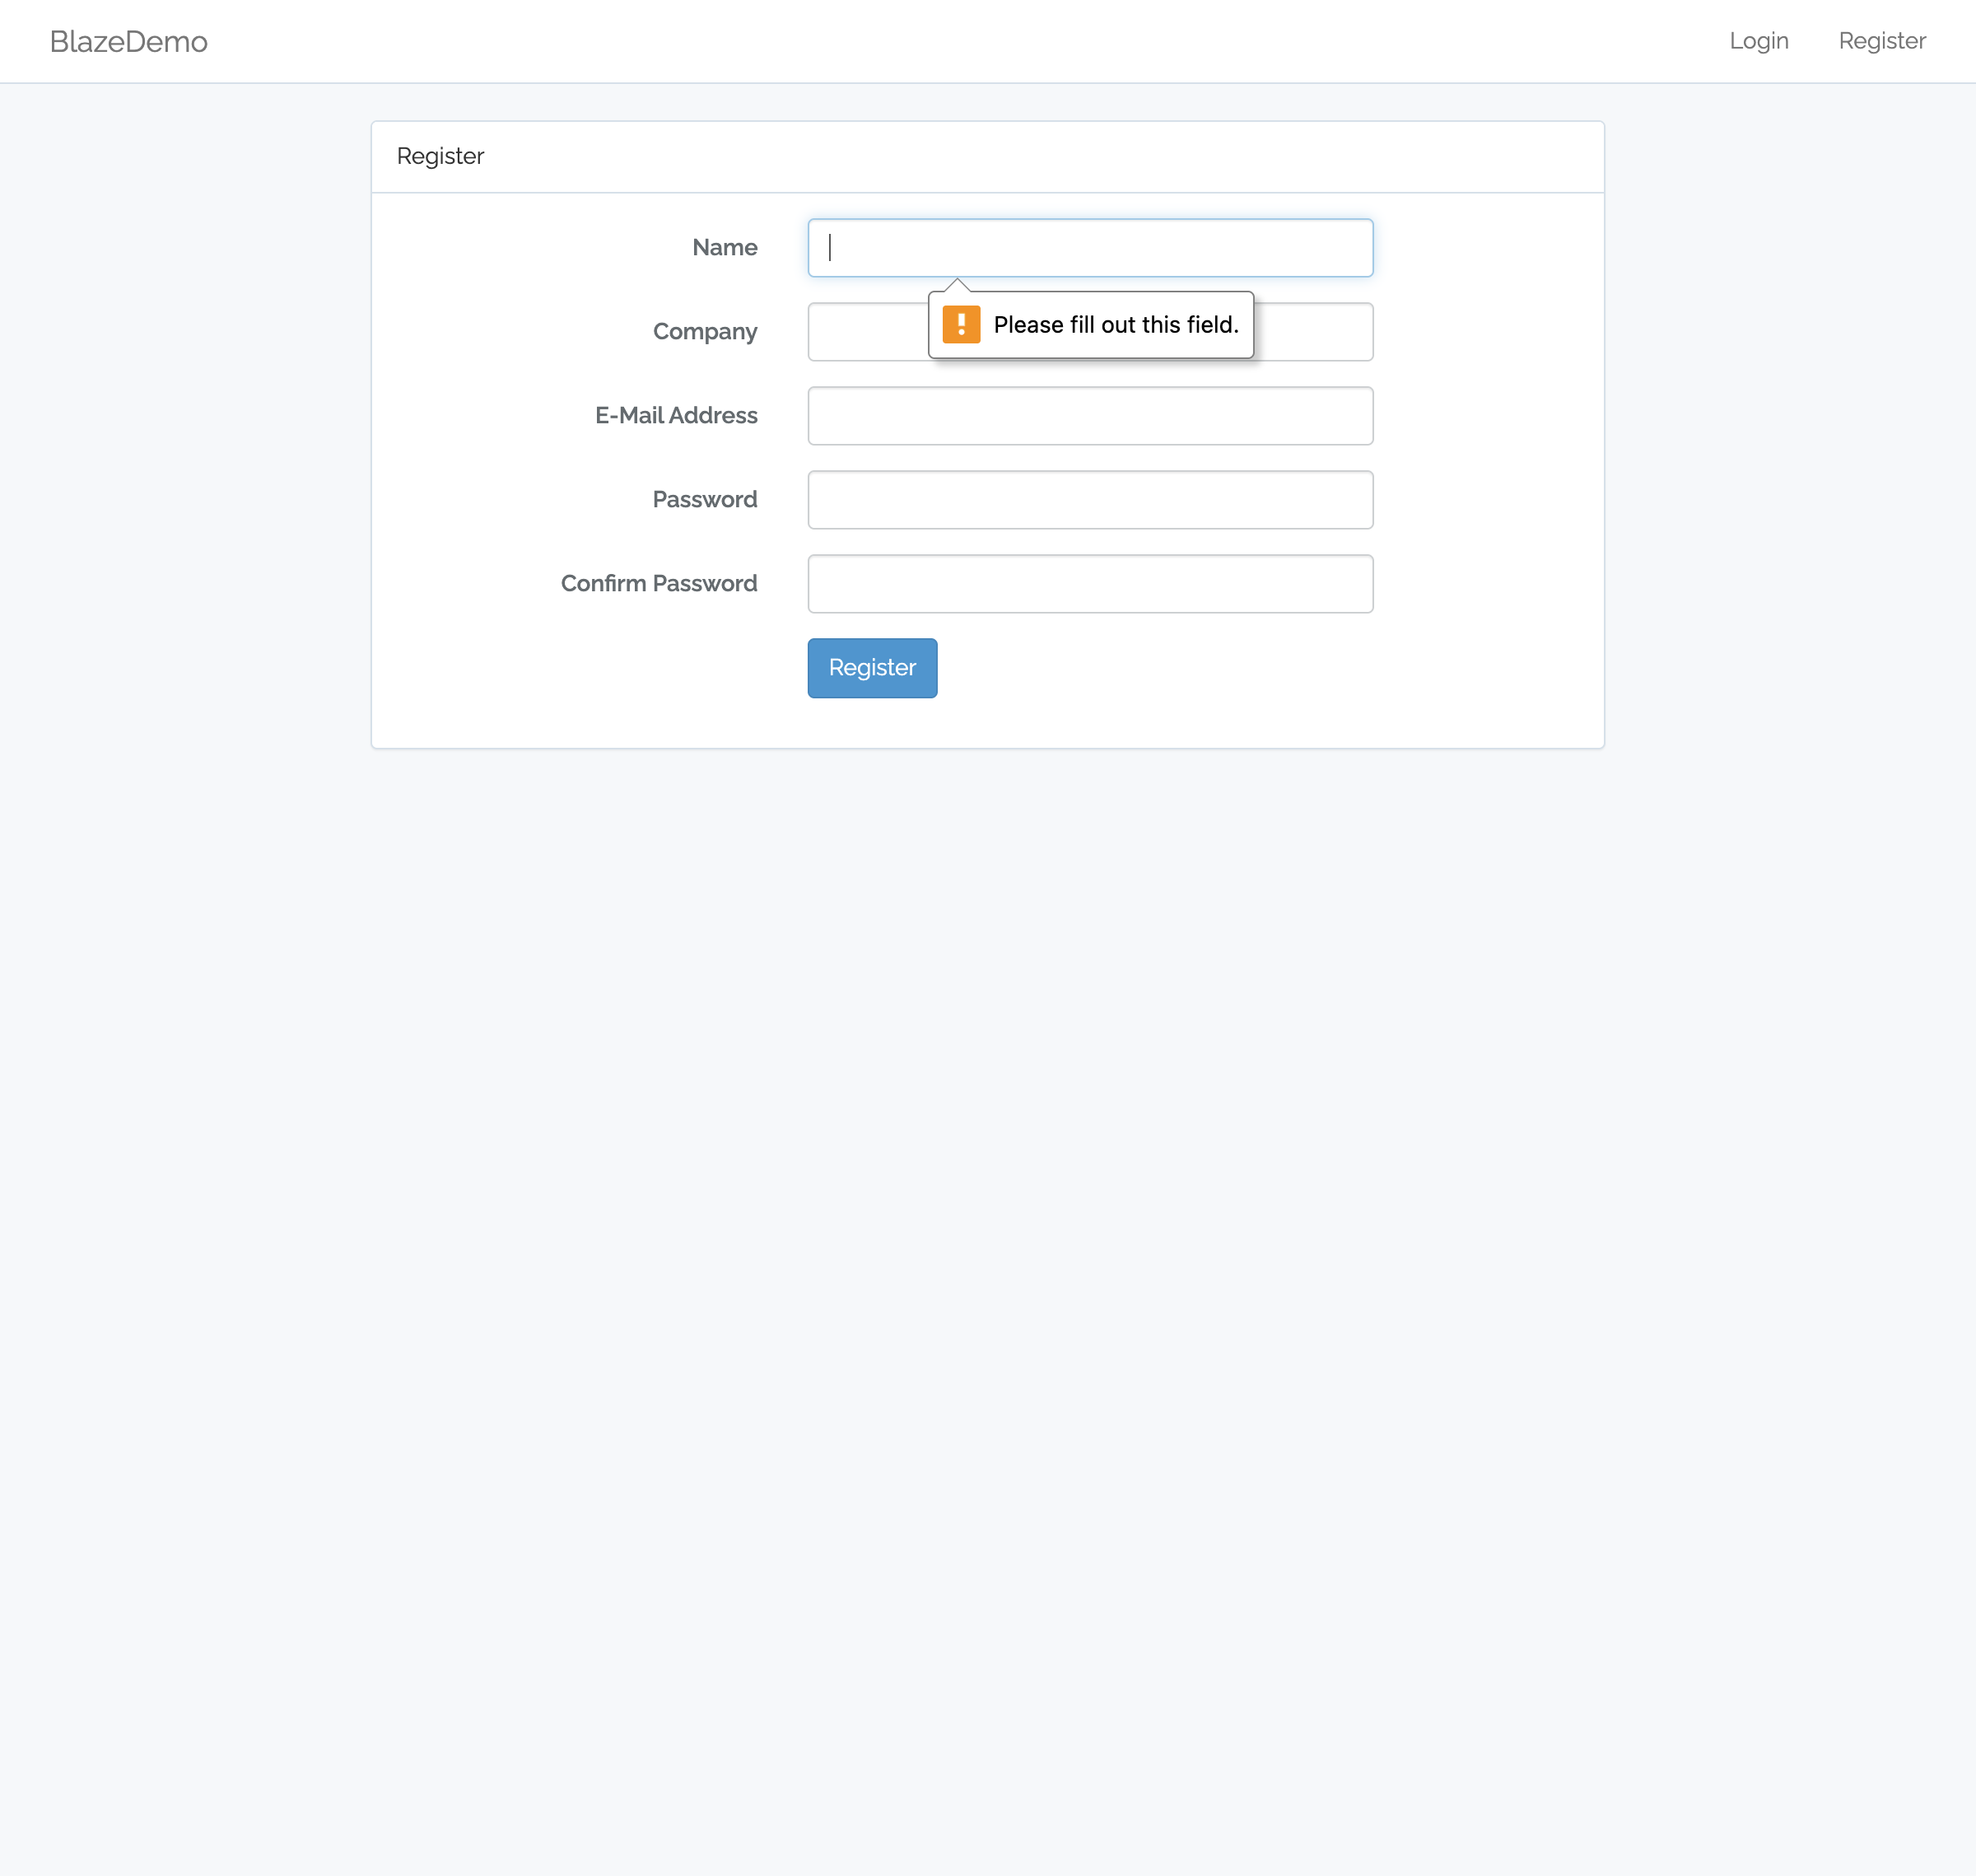 BlazeDemo
Login Register
Register
Name
Please fill out this field.
Company
E-Mail Address
Password
Confirm Password
Register